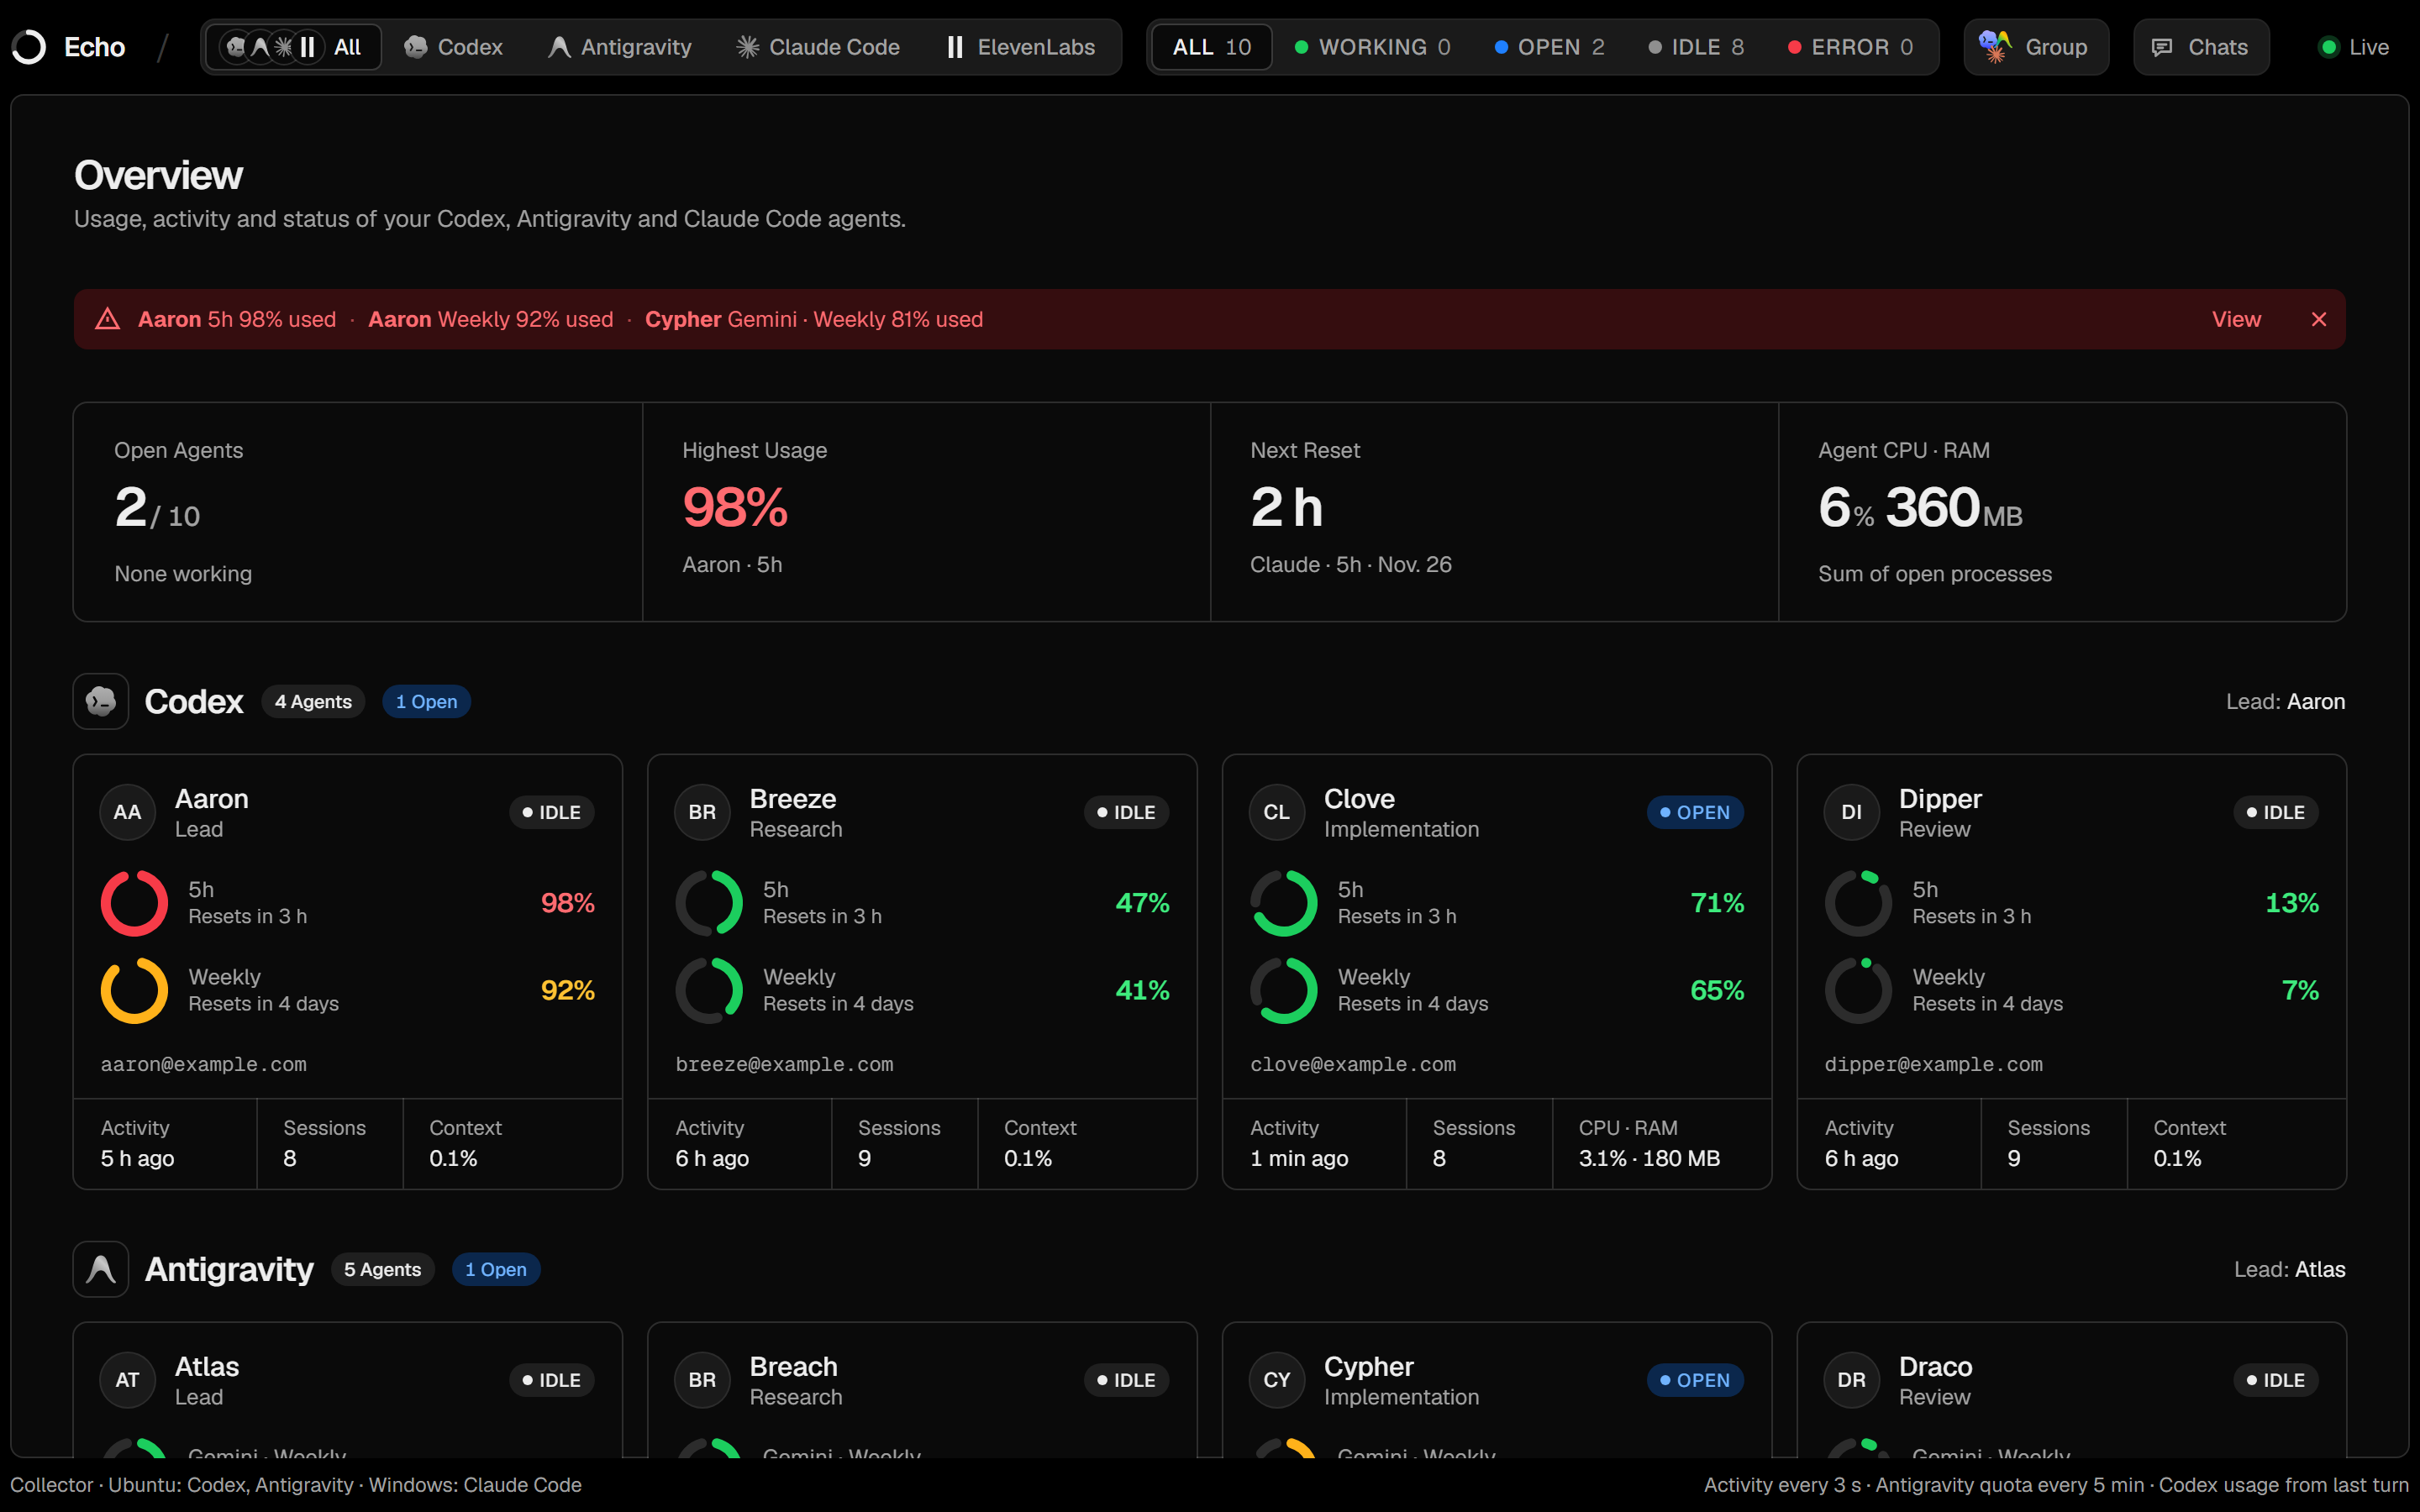 Echo / All Codex Antigravity Claude Code ElevenLabs ALL 10 WORKING 0 OPEN 2 IDLE 8 ERROR 0 Group Chats Live
Overview
Usage, activity and status of your Codex, Antigravity and Claude Code agents.
Aaron 5h 98% used · Aaron Weekly 92% used · Cypher Gemini · Weekly 81% used View
Open Agents
2 / 10
None working
Highest Usage
98%
Aaron · 5h
Next Reset
2 h
Claude · 5h · Nov. 26
Agent CPU · RAM
6 % 360 MB
Sum of open processes
Codex 4 Agents 1 Open Lead: Aaron
AA Aaron IDLE
Lead
5h
Resets in 3 h
98%
Weekly
Resets in 4 days
92%
aaron@example.com
Activity Sessions Context
5 h ago 8 0.1%
BR Breeze IDLE
Research
5h
Resets in 3 h
47%
Weekly
Resets in 4 days
41%
breeze@example.com
Activity Sessions Context
6 h ago 9 0.1%
CL Clove OPEN
Implementation
5h
Resets in 3 h
71%
Weekly
Resets in 4 days
65%
clove@example.com
Activity Sessions CPU · RAM
1 min ago 8 3.1% · 180 MB
DI Dipper IDLE
Review
5h
Resets in 3 h
13%
Weekly
Resets in 4 days
7%
dipper@example.com
Activity Sessions Context
6 h ago 9 0.1%
Antigravity 5 Agents 1 Open Lead: Atlas
AT Atlas IDLE
Lead
Gemini · Weekly
BR Breach IDLE
Research
Gemini · Weekly
CY Cypher OPEN
Implementation
Gemini · Weekly
DR Draco IDLE
Review
Gemini · Weekly
Collector · Ubuntu: Codex, Antigravity · Windows: Claude Code
Activity every 3 s · Antigravity quota every 5 min · Codex usage from last turn